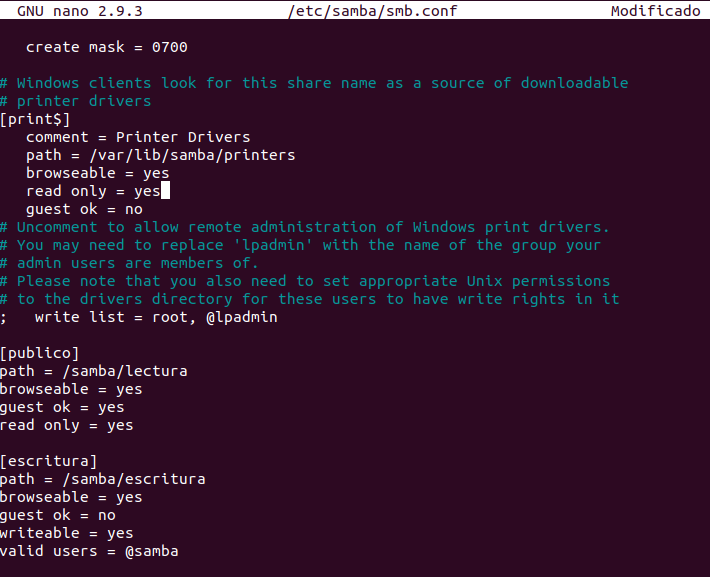 GNU nano 2.9.3 /etc/samba/smb.conf Modificado
create mask = 0700
# Windows clients look for this share name as a source of downloadable
# printer drivers
[print$]
comment = Printer Drivers
path = /var/lib/samba/printers
browseable = yes
read only = yes
guest ok = no
# Uncomment to allow remote administration of Windows print drivers.
# You may need to replace 'lpadmin' with the name of the group your
# admin users are members of.
# Please note that you also need to set appropriate Unix permissions
# to the drivers directory for these users to have write rights in it
;   write list = root, @lpadmin
[publico]
path = /samba/lectura
browseable = yes
guest ok = yes
read only = yes
[escritura]
path = /samba/escritura
browseable = yes
guest ok = no
writeable = yes
valid users = @samba